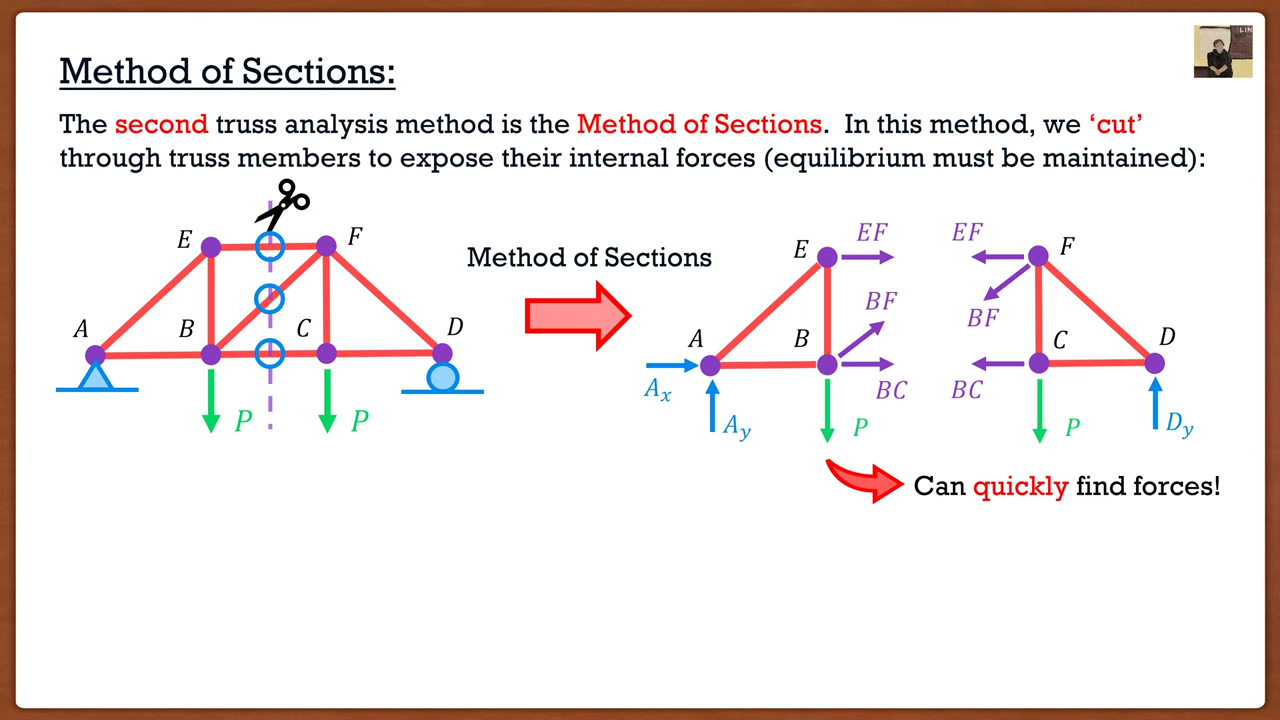 LIN
Method of Sections:
The second truss analysis method is the Method of Sections. In this method, we ‘cut’
through truss members to expose their internal forces (equilibrium must be maintained):
E F
A B C D
P P
Method of Sections
E EF
BF
A B
A_x A_y BC
P
EF F
BF
C D
BC
P D_y
Can quickly find forces!